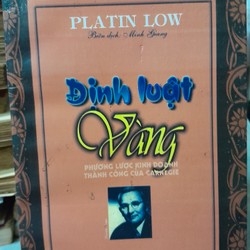 PLATIN LOW
Biên dịch: Minh Giang
Định luật
Vàng
PHƯƠNG LƯỢC KINH DOANH
THÀNH CÔNG CỦA CARNEGIE